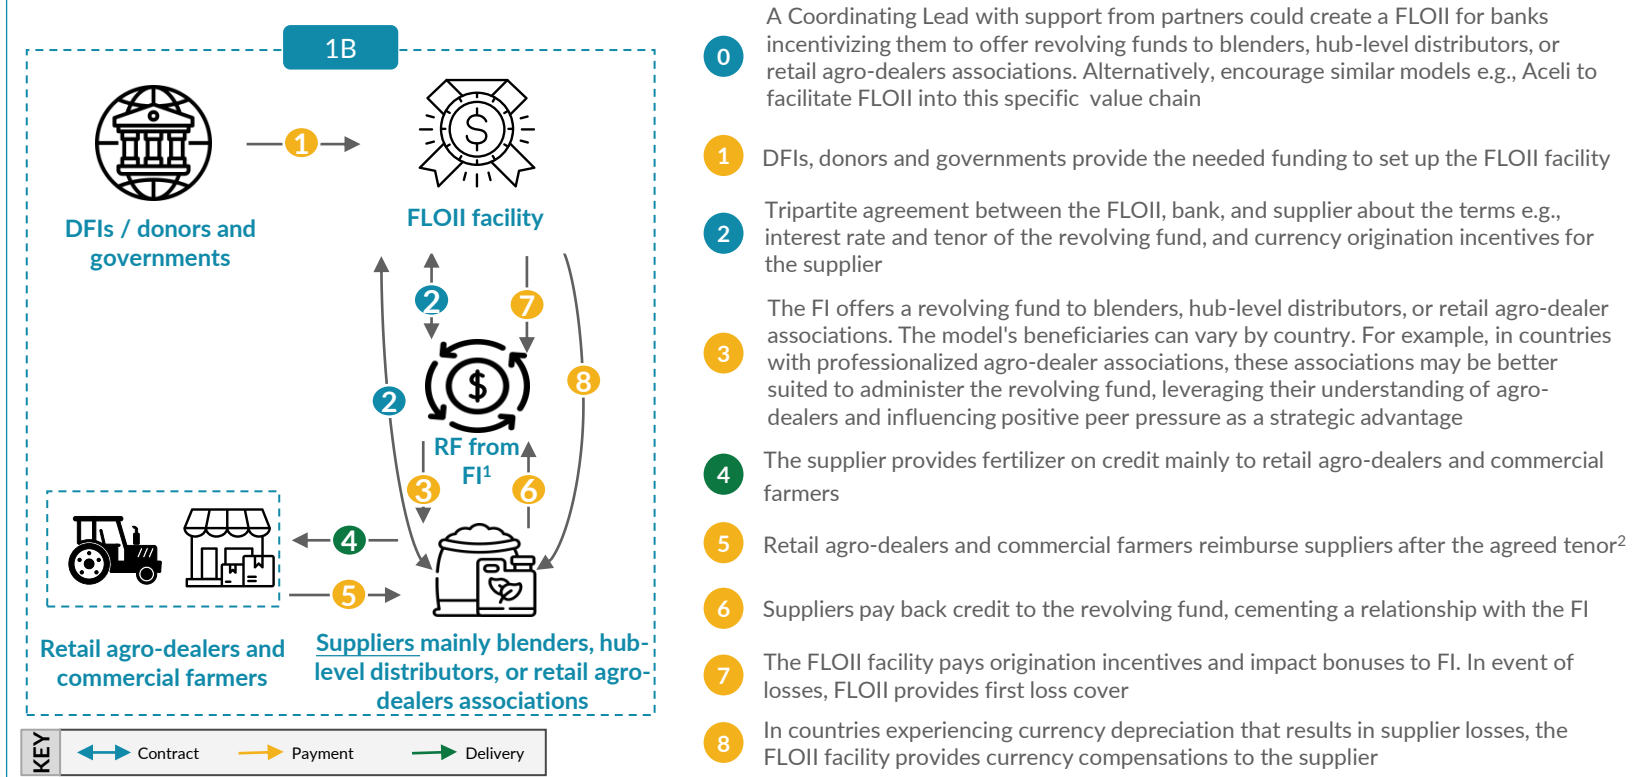 1B
1
DFIs / donors and
governments
FLOII facility
2
7
8
2
RF from
FI¹
3
6
4
5
Retail agro-dealers and
commercial farmers
Suppliers mainly blenders, hub-
level distributors, or retail agro-
dealers associations
KEY
Contract
Payment
Delivery
0
A Coordinating Lead with support from partners could create a FLOII for banks
incentivizing them to offer revolving funds to blenders, hub-level distributors, or
retail agro-dealers associations. Alternatively, encourage similar models e.g., Aceli to
facilitate FLOII into this specific value chain
1
DFIs, donors and governments provide the needed funding to set up the FLOII facility
2
Tripartite agreement between the FLOII, bank, and supplier about the terms e.g.,
interest rate and tenor of the revolving fund, and currency origination incentives for
the supplier
3
The FI offers a revolving fund to blenders, hub-level distributors, or retail agro-dealer
associations. The model's beneficiaries can vary by country. For example, in countries
with professionalized agro-dealer associations, these associations may be better
suited to administer the revolving fund, leveraging their understanding of agro-
dealers and influencing positive peer pressure as a strategic advantage
4
The supplier provides fertilizer on credit mainly to retail agro-dealers and commercial
farmers
5
Retail agro-dealers and commercial farmers reimburse suppliers after the agreed tenor²
6
Suppliers pay back credit to the revolving fund, cementing a relationship with the FI
7
The FLOII facility pays origination incentives and impact bonuses to FI. In event of
losses, FLOII provides first loss cover
8
In countries experiencing currency depreciation that results in supplier losses, the
FLOII facility provides currency compensations to the supplier